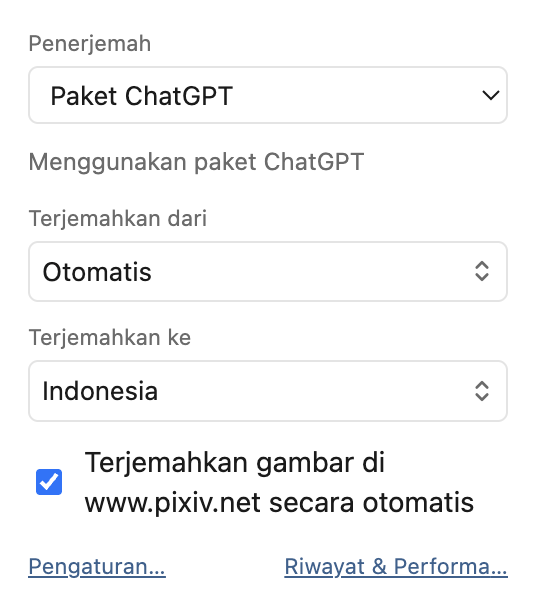 Penerjemah
Paket ChatGPT
Menggunakan paket ChatGPT
Terjemahkan dari
Otomatis
Terjemahkan ke
Indonesia
Terjemahkan gambar di
www.pixiv.net secara otomatis
Pengaturan...
Riwayat & Performa...